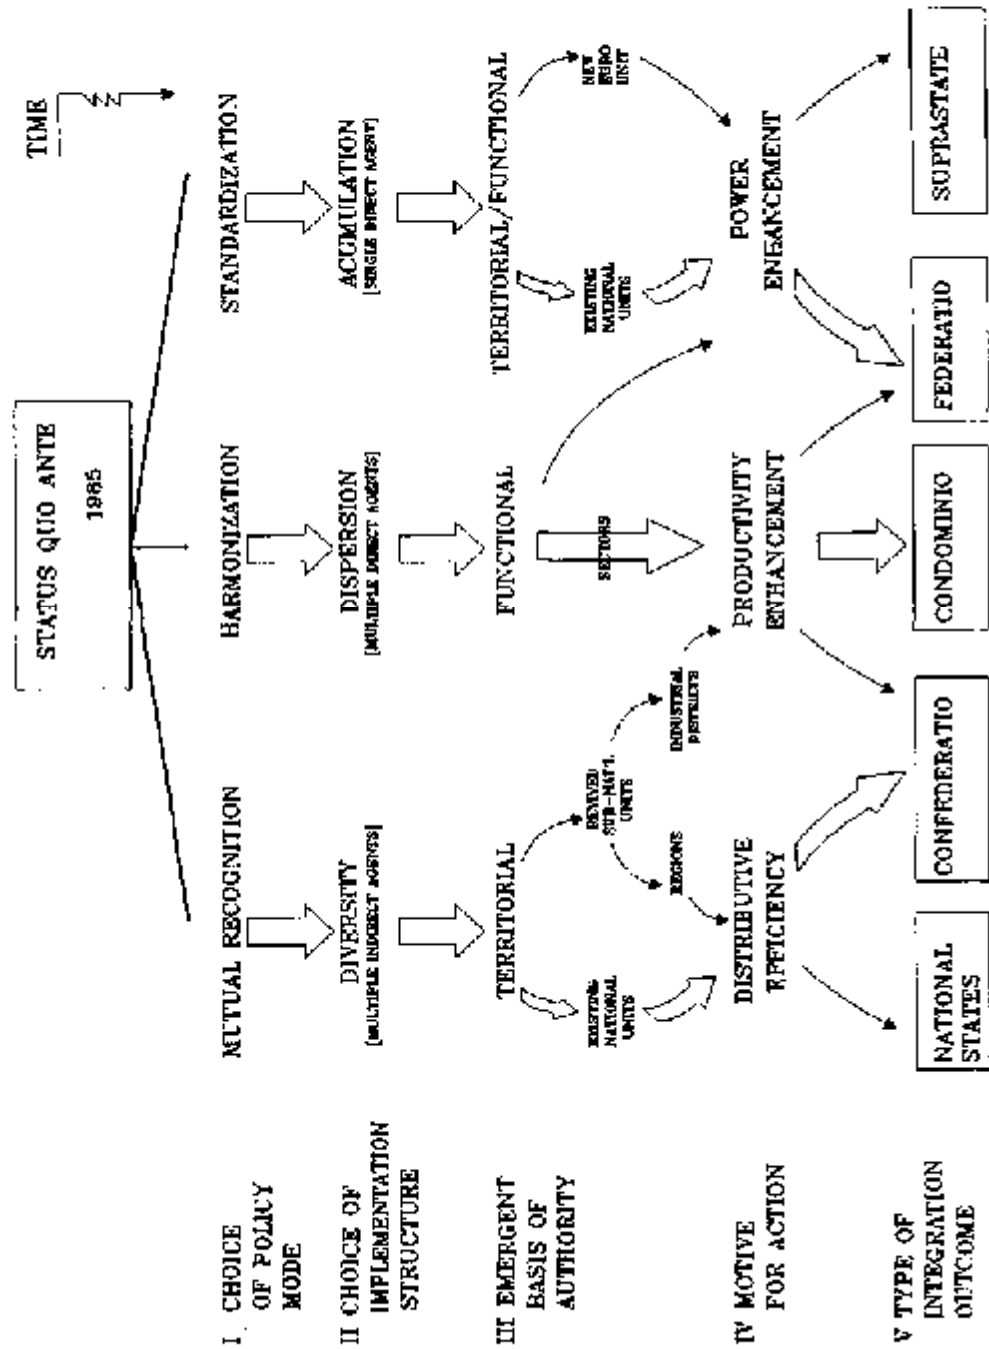 TIME
STATUS QUO ANTE
1985
I. CHOICE
OF POLICY
MODE
MUTUAL RECOGNITION
HARMONIZATION
STANDARDIZATION
II CHOICE OF
IMPLEMENTATION
STRUCTURE
DIVERSITY
[MULTIPLE INDIRECT AGENTS]
DISPERSION
[MULTIPLE DIRECT AGENTS]
ACUMULATION
[SINGLE DIRECT AGENT]
III EMERGENT
BASIS OF
AUTHORITY
TERRITORIAL
FUNCTIONAL
TERRITORIAL/FUNCTIONAL
EXISTING
NATIONAL
UNITS
REVIVED
SUB-NAT'L
UNITS
REGIONS
INDUSTRIAL
DISTRICTS
SECTORS
EXISTING
NATIONAL
UNITS
NEW
EURO
UNIT
IV MOTIVE
FOR ACTION
DISTRIBUTIVE
EFFICIENCY
PRODUCTIVITY
ENHANCEMENT
POWER
ENHANCEMENT
V TYPE OF
INTEGRATION
OUTCOME
NATIONAL
STATES
CONFEDERATIO
CONDOMINIO
FEDERATIO
SUPRASTATE